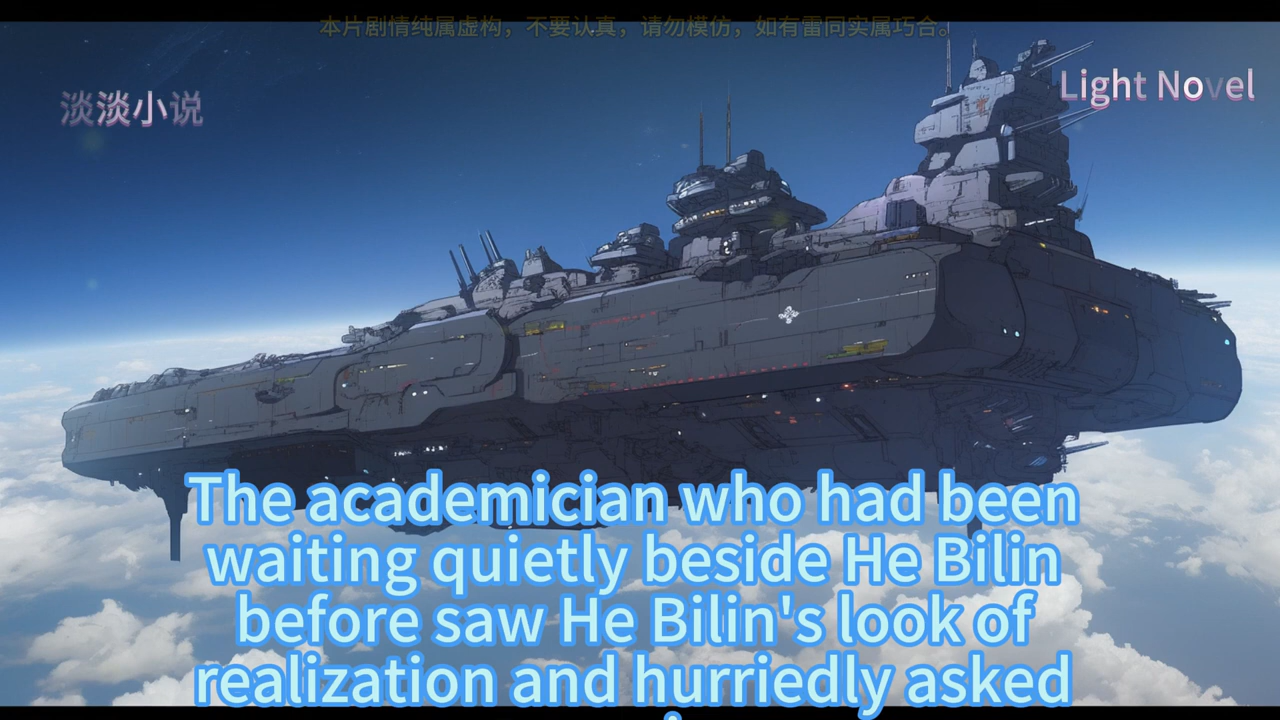 本片剧情纯属虚构，不要认真，请勿模仿，如有雷同实属巧合。
淡淡小说
Light Novel
The academician who had been
waiting quietly beside He Bilin
before saw He Bilin's look of
realization and hurriedly asked